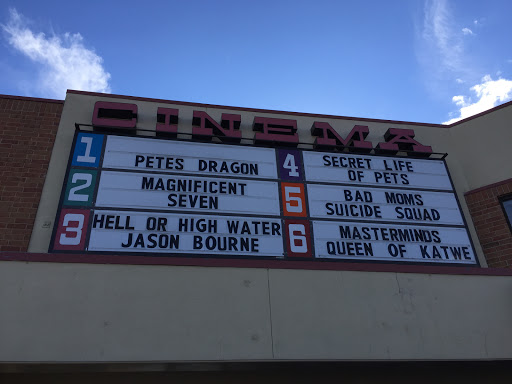 CINEMA
1 PETES DRAGON
2 MAGNIFICENT
SEVEN
3 HELL OR HIGH WATER
JASON BOURNE
4 SECRET LIFE
OF PETS
5 BAD MOMS
SUICIDE SQUAD
6 MASTERMINDS
QUEEN OF KATWE